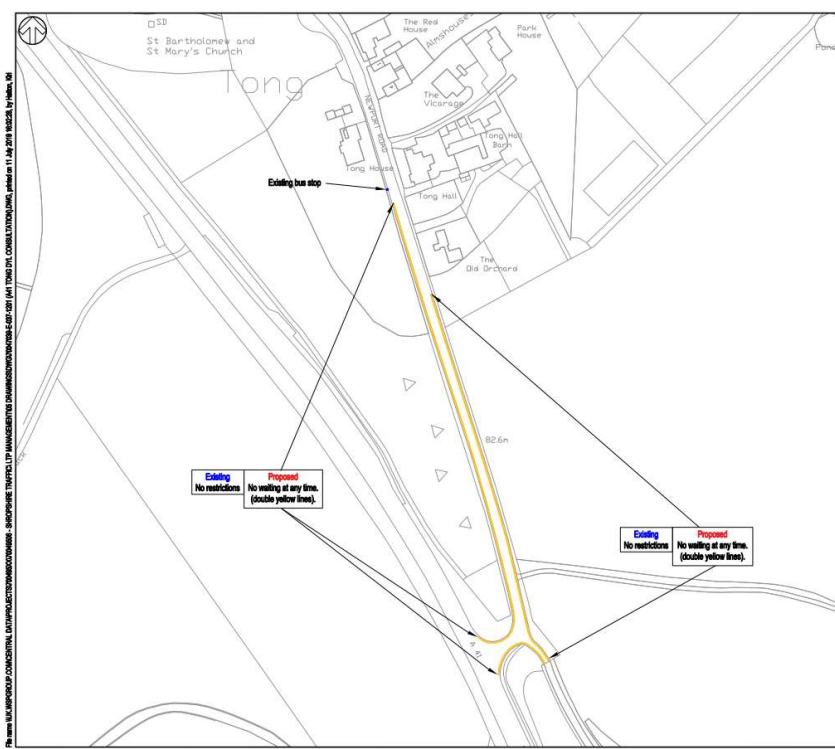 SD
St Bartholomew and
St Mary's Church
Tong
The Red
House
Almshouses
Park
House
The
Vicarage
NEWPORT ROAD
Tong House
Tong Hall
Barn
Existing bus stop
Tong Hall
The
Old Orchard
82.6m
Existing
No restrictions
Proposed
No waiting at any time.
(double yellow lines).
Existing
No restrictions
Proposed
No waiting at any time.
(double yellow lines).
A 41